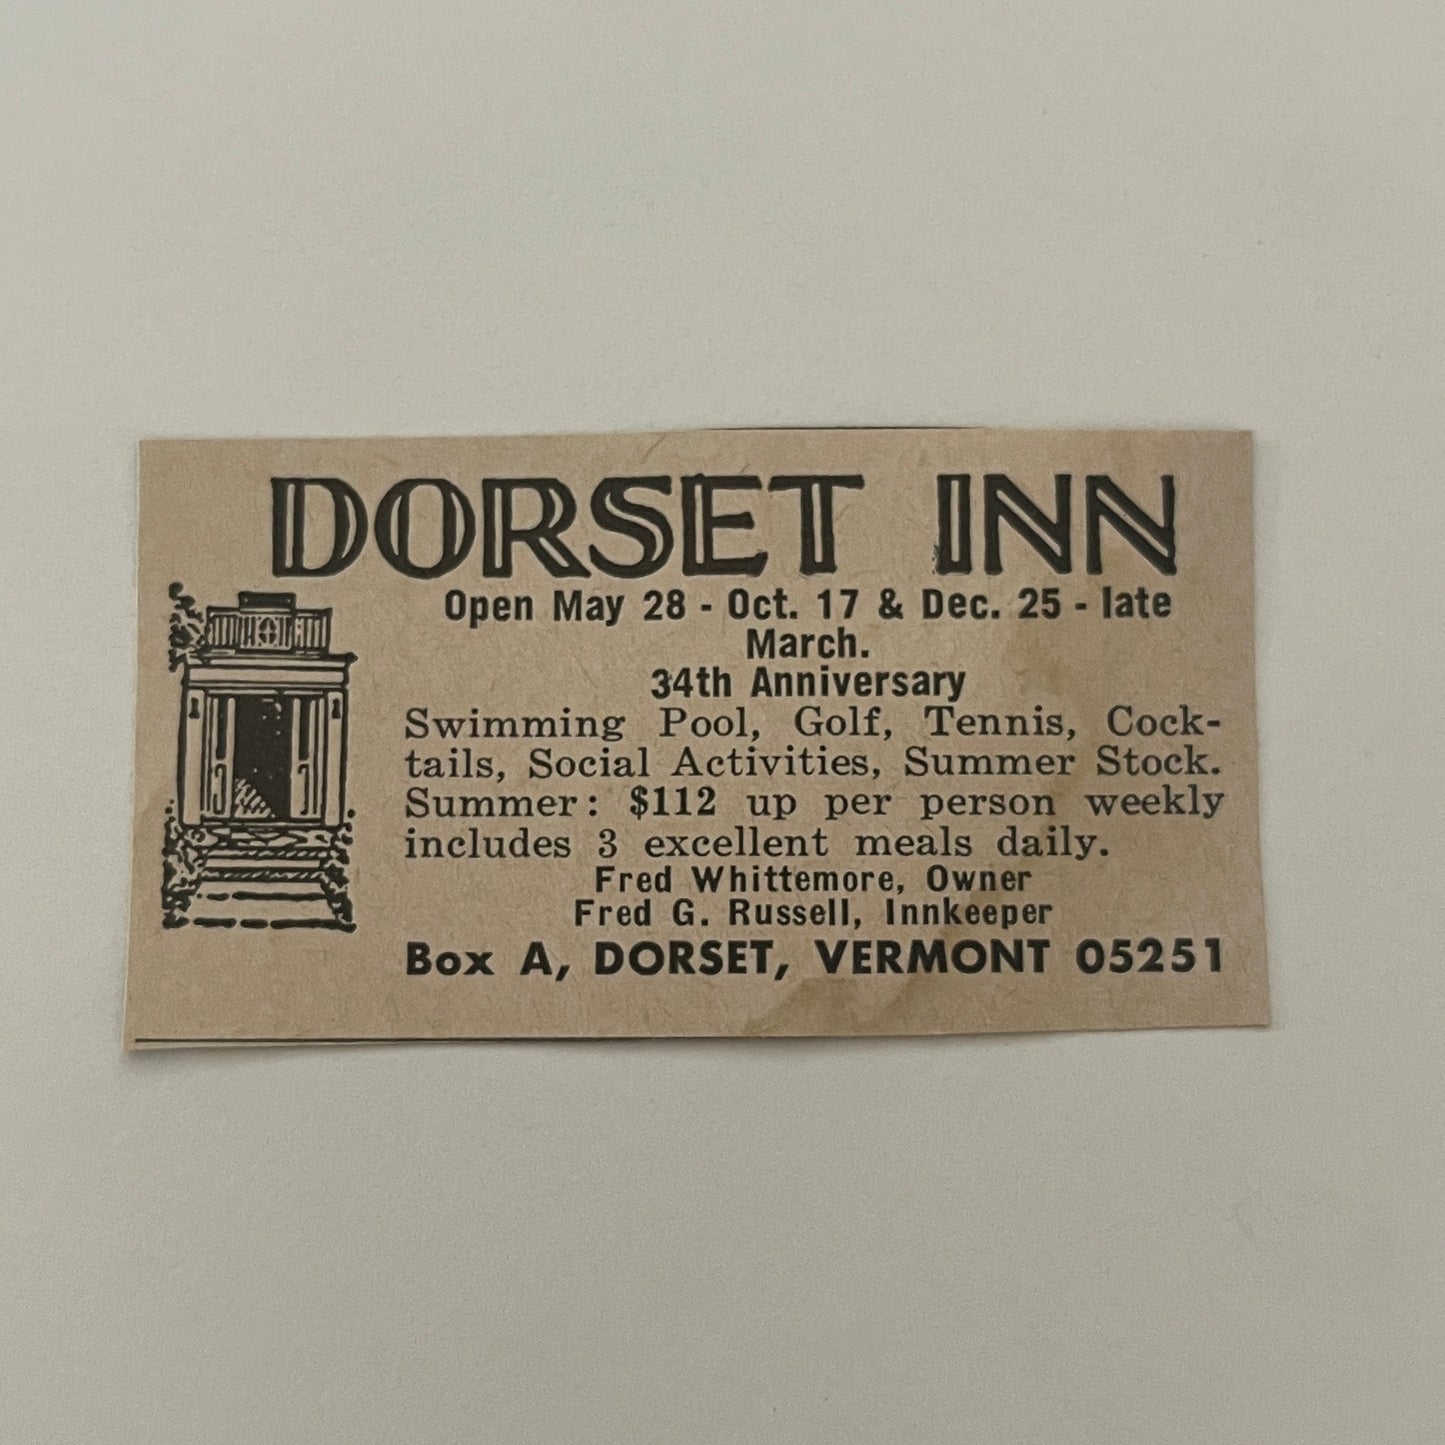 DORSET INN
Open May 28 - Oct. 17 & Dec. 25 - late
March.
34th Anniversary
Swimming Pool, Golf, Tennis, Cock-
tails, Social Activities, Summer Stock.
Summer: $112 up per person weekly
includes 3 excellent meals daily.
Fred Whittemore, Owner
Fred G. Russell, Innkeeper
Box A, DORSET, VERMONT 05251